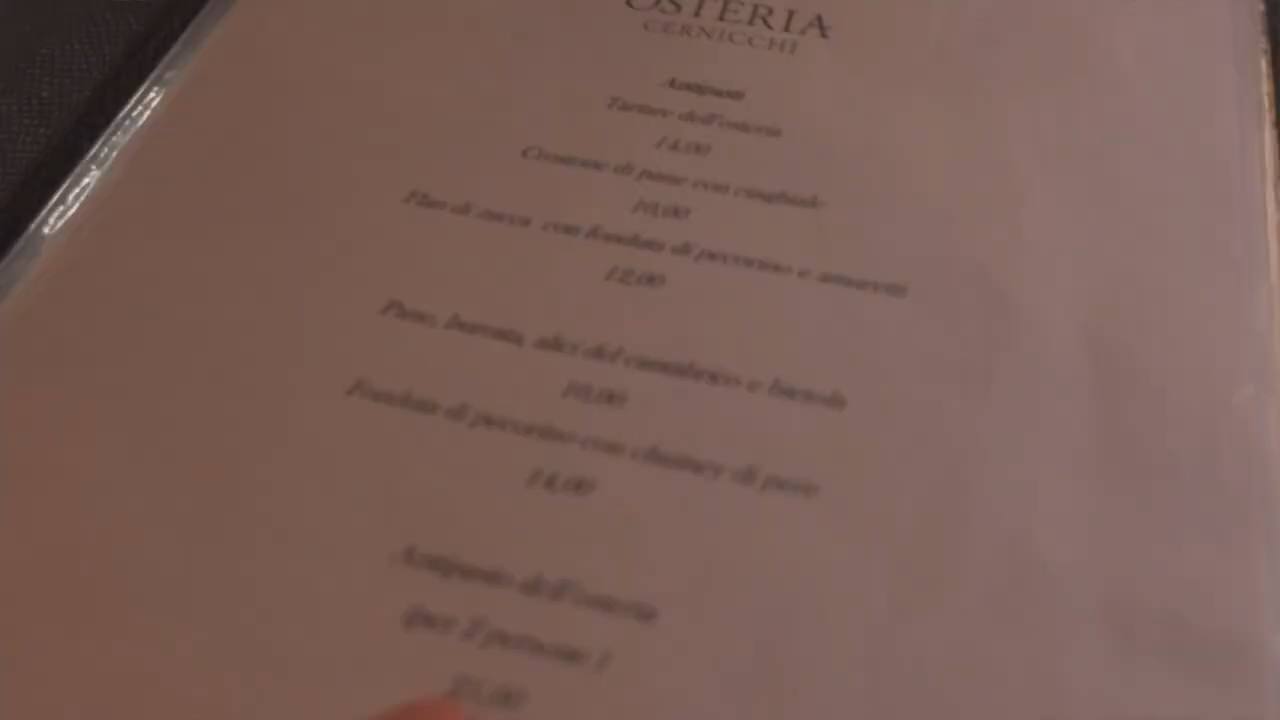 OSTERIA
CERNICCHI
Antipasti
Tartare dell'osteria
14,00
Crostone di pane con cinghiale
10,00
Flan di zucca con fonduta di pecorino e amaretti
12,00
Pane, burrata, alici del cantabrico e bietola
10,00
Fonduta di pecorino con chutney di pere
14,00
Antipasto dell'osteria
(per 2 persone)